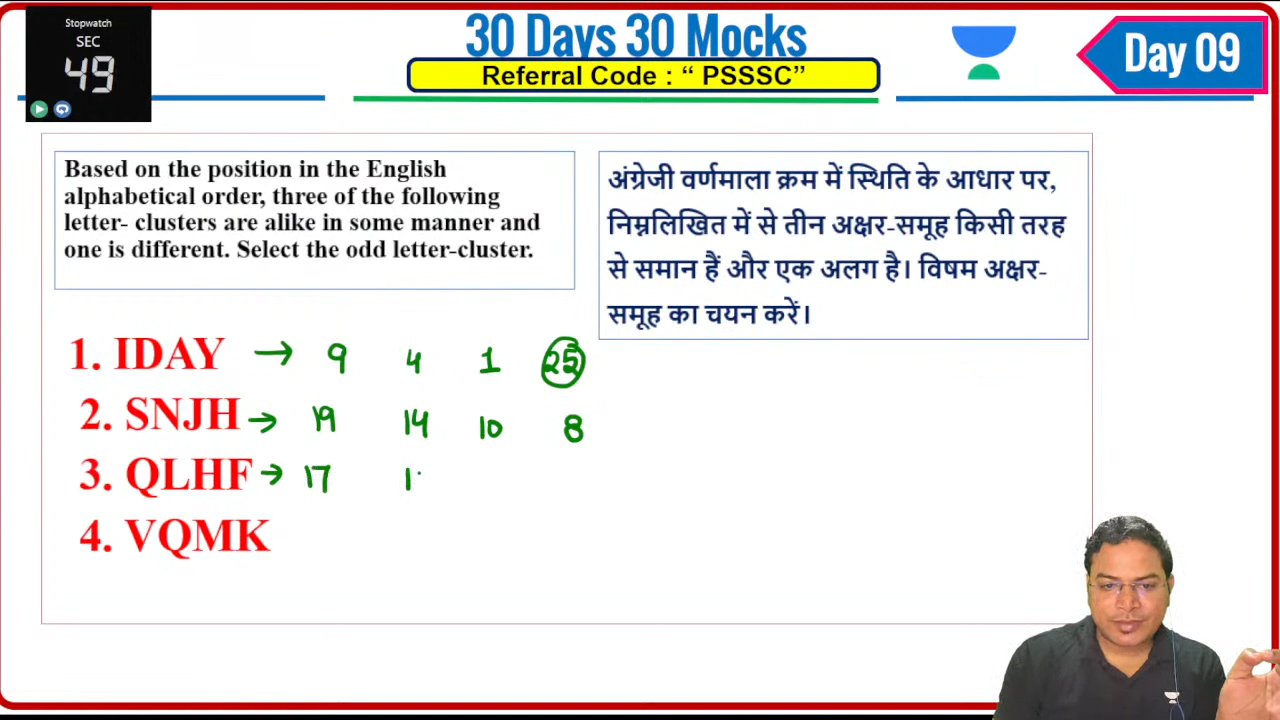 Stopwatch
SEC
49
30 Days 30 Mocks
Referral Code : “ PSSSC”
Day 09
Based on the position in the English
alphabetical order, three of the following
letter- clusters are alike in some manner and
one is different. Select the odd letter-cluster.
अंग्रेजी वर्णमाला क्रम में स्थिति के आधार पर,
निम्नलिखित में से तीन अक्षर-समूह किसी तरह
से समान हैं और एक अलग है। विषम अक्षर-
समूह का चयन करें।
1. IDAY → 9 4 1 25
2. SNJH → 19 14 10 8
3. QLHF → 17 1
4. VQMK